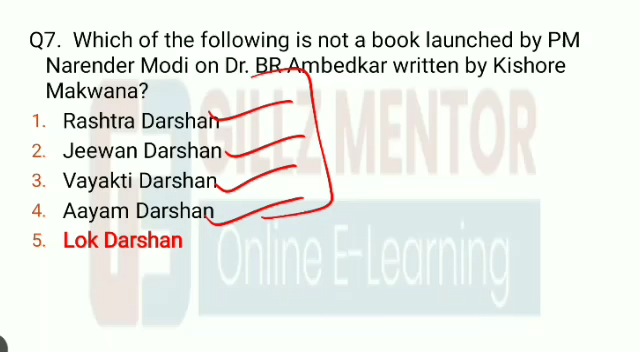 Q7. Which of the following is not a book launched by PM
Narender Modi on Dr. BR Ambedkar written by Kishore
Makwana?
1. Rashtra Darshan
2. Jeewan Darshan
3. Vayakti Darshan
4. Aayam Darshan
5. Lok Darshan
GILLZ MENTOR
Online E-Learning